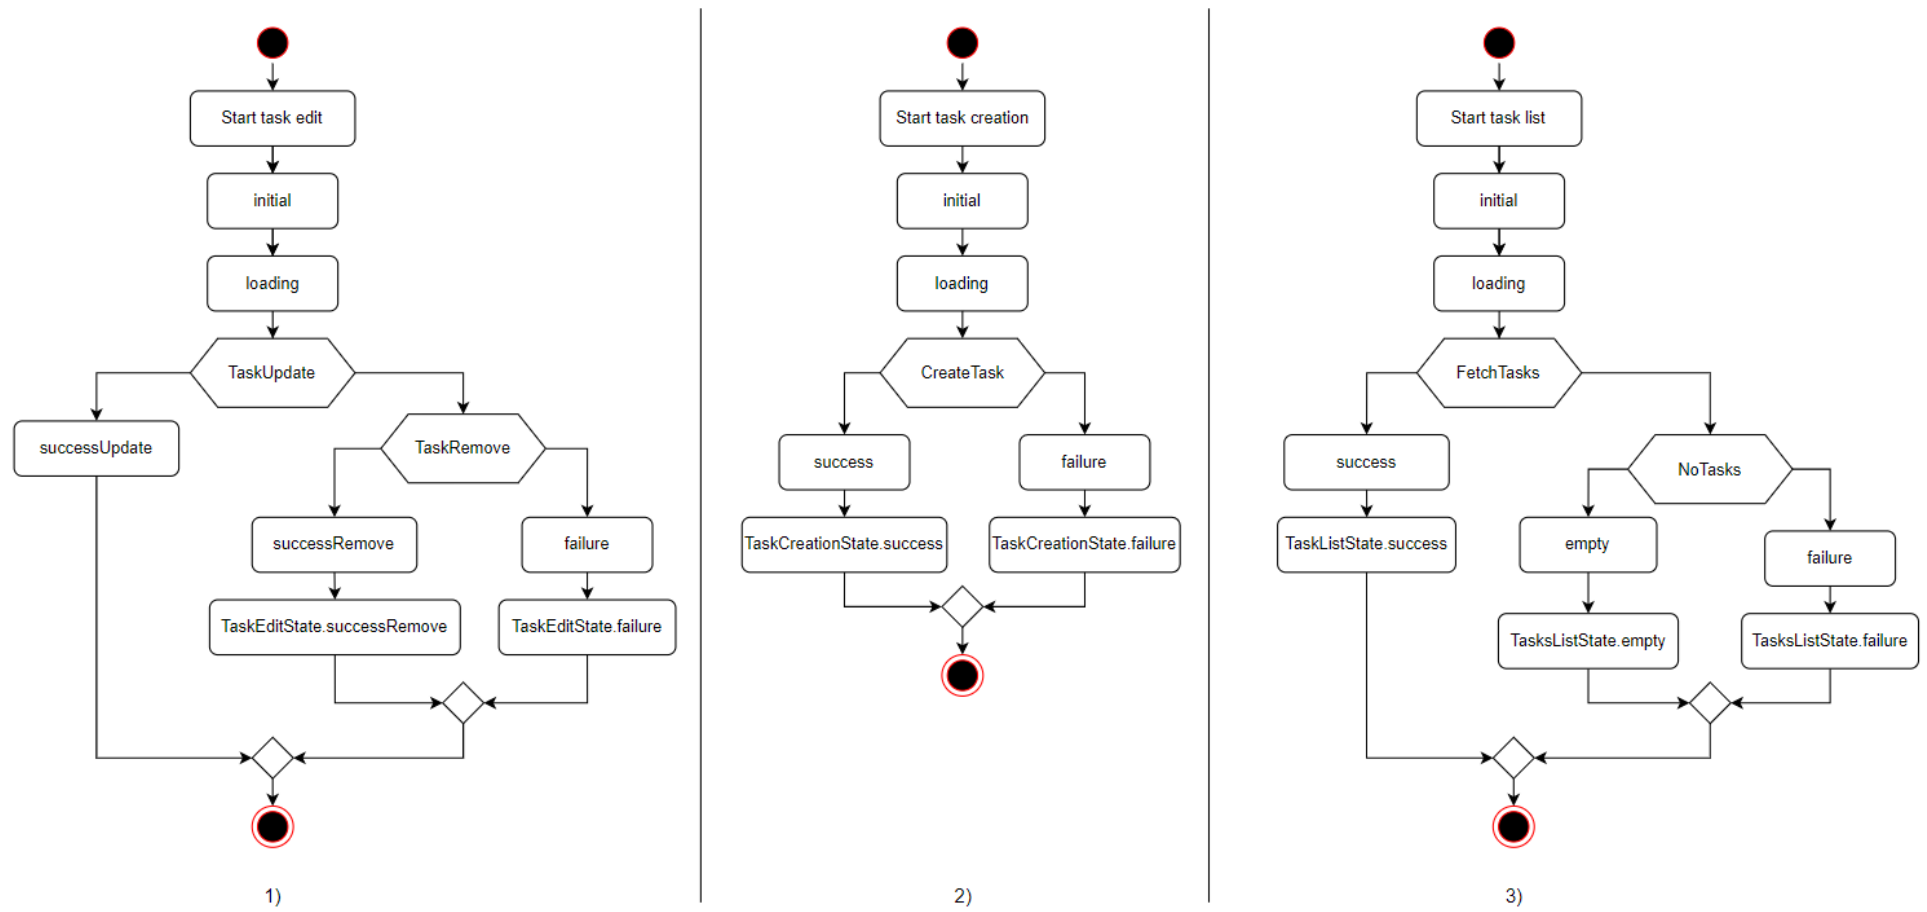 Start task edit
initial
loading
TaskUpdate
successUpdate
TaskRemove
successRemove
failure
TaskEditState.successRemove
TaskEditState.failure
1)
Start task creation
initial
loading
CreateTask
success
failure
TaskCreationState.success
TaskCreationState.failure
2)
Start task list
initial
loading
FetchTasks
success
NoTasks
TaskListState.success
empty
failure
TasksListState.empty
TasksListState.failure
3)